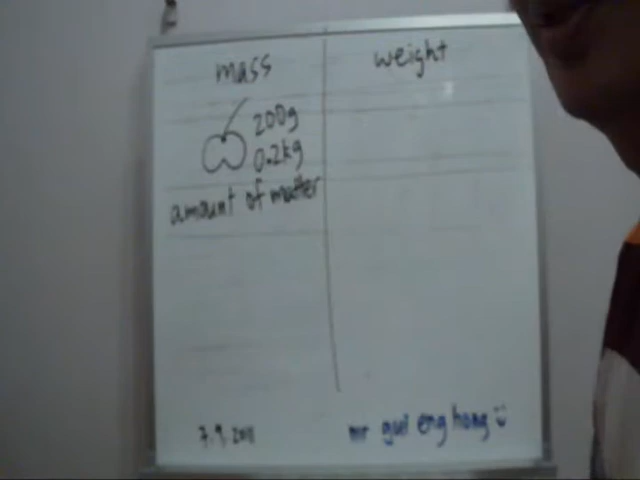 mass
weight
200g
0.2kg
amount of matter
7.9.2011
mr gui eng hong